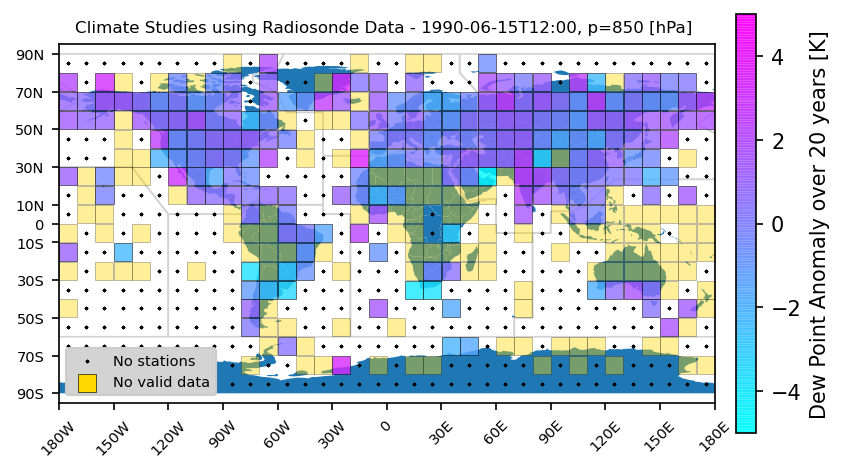 Climate Studies using Radiosonde Data - 1990-06-15T12:00, p=850 [hPa]
90N
70N
50N
30N
10N
0
10S
30S
50S
70S
90S
No stations
No valid data
180W
150W
120W
90W
60W
30W
0
30E
60E
90E
120E
150E
180E
4
2
0
−2
−4
Dew Point Anomaly over 20 years [K]